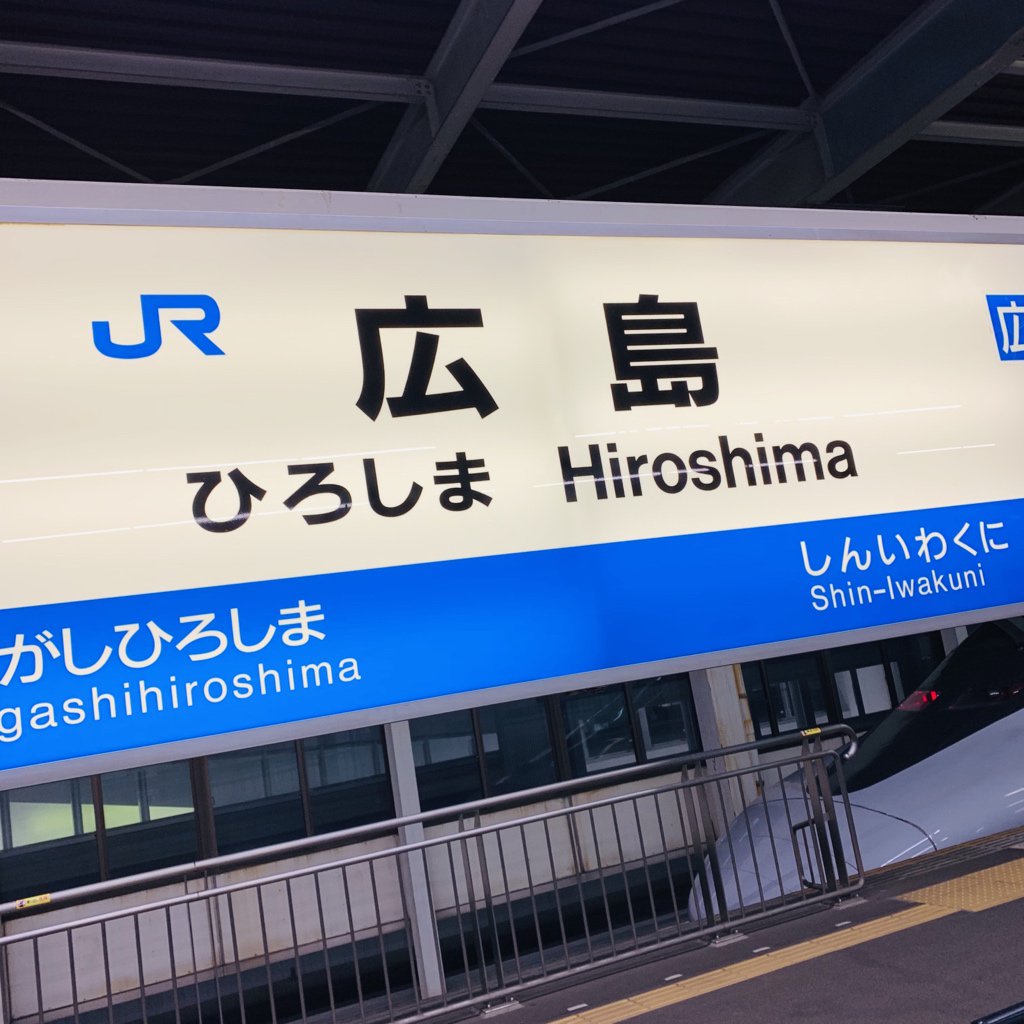 JR
広島
広
ひろしま Hiroshima
がしひろしま
gashihiroshima
しんいわくに
Shin-Iwakuni